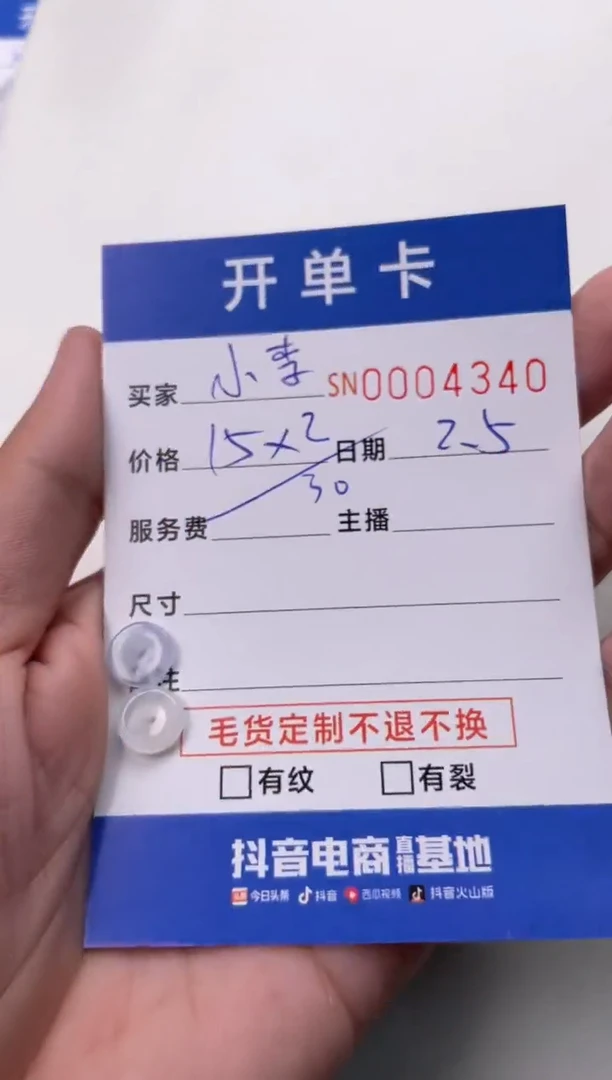 开单卡
买家 小李 SN0004340
价格 15×2 日期 2.5
30
服务费 主播
尺寸
注
毛货定制不退不换
有纹 有裂
抖音电商直播基地
今日头条 抖音 西瓜视频 抖音火山版